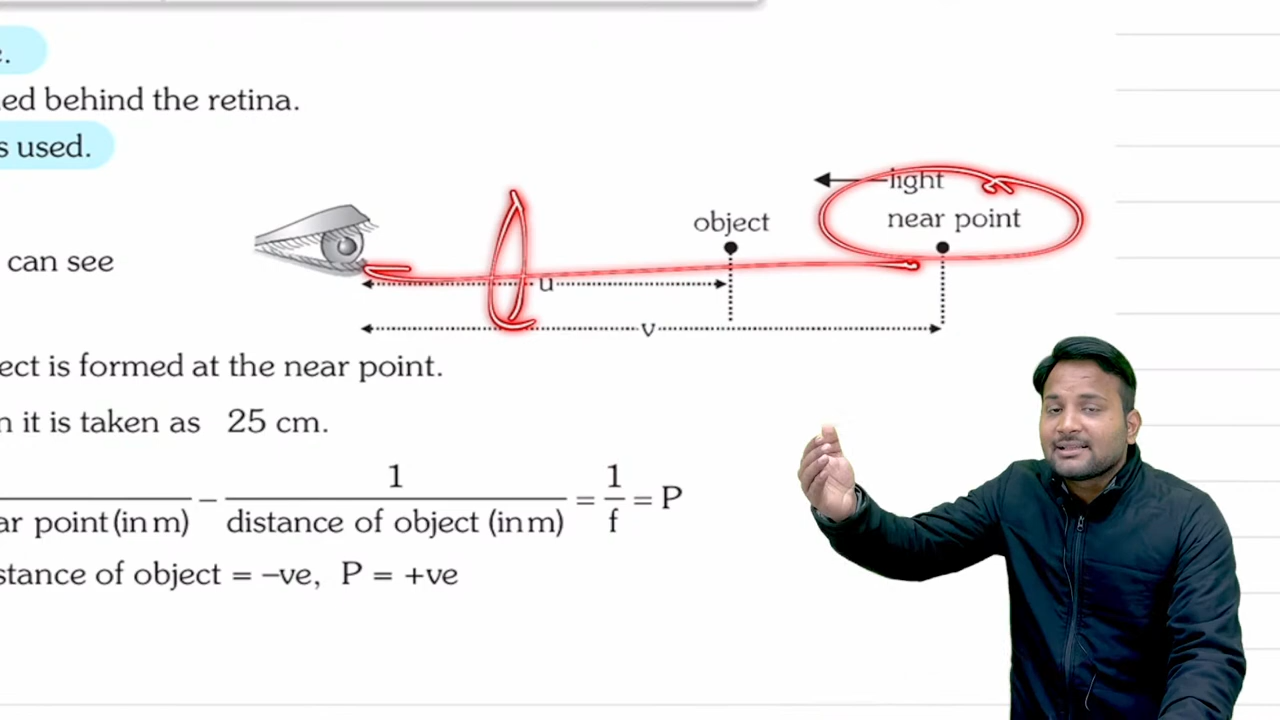 e.
ed behind the retina.
s used.
light
object
near point
can see
u
v
ect is formed at the near point.
n it is taken as 25 cm.
1 1
ar point (in m) − distance of object (in m) = f = P
stance of object = –ve, P = +ve